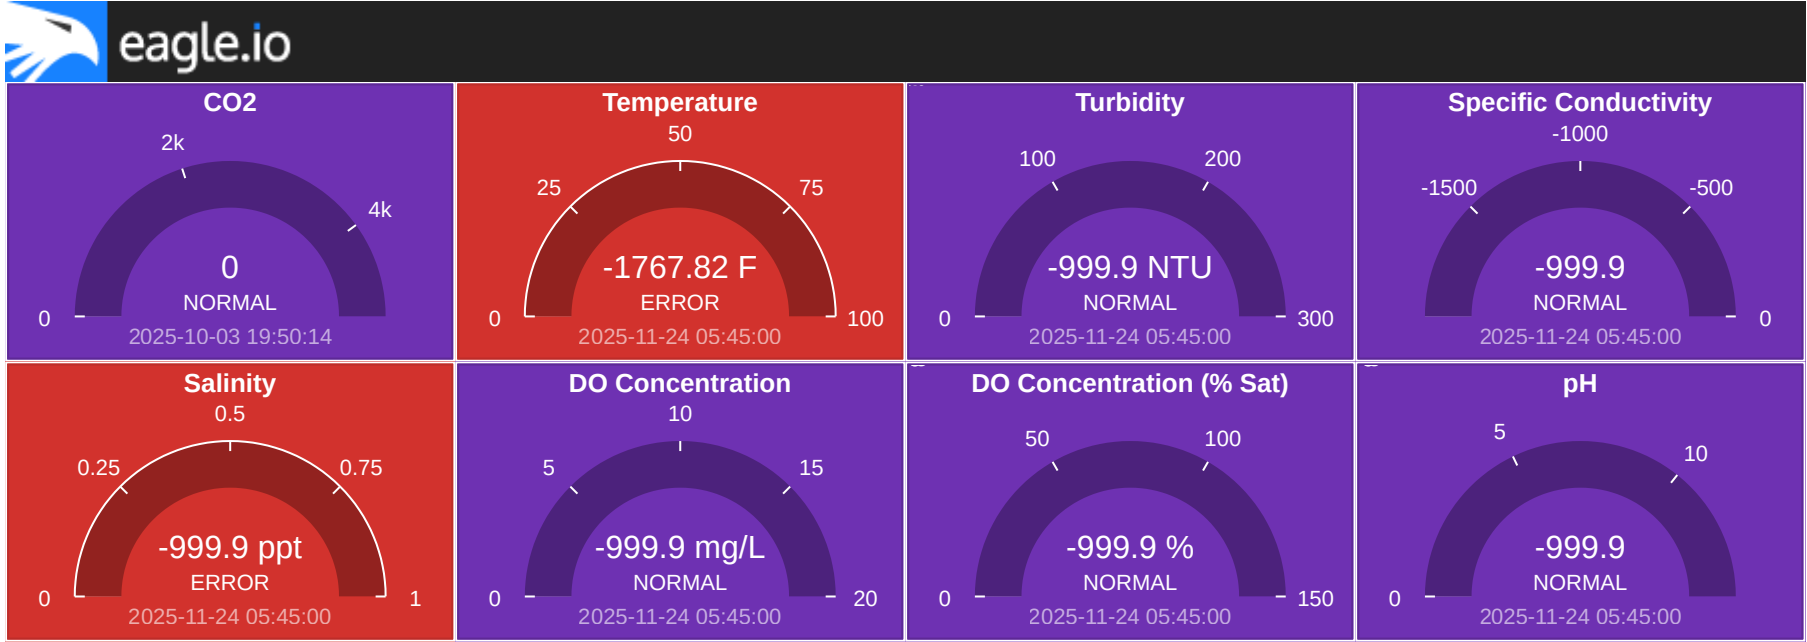 eagle.io
CO2
2k
4k
0
0
NORMAL
2025-10-03 19:50:14
Temperature
50
25
75
-1767.82 F
ERROR
0
100
2025-11-24 05:45:00
Turbidity
100
200
-999.9 NTU
NORMAL
0
300
2025-11-24 05:45:00
Specific Conductivity
-1000
-1500
-500
-999.9
NORMAL
0
2025-11-24 05:45:00
Salinity
0.5
0.25
0.75
-999.9 ppt
ERROR
0
1
2025-11-24 05:45:00
DO Concentration
10
5
15
-999.9 mg/L
NORMAL
0
20
2025-11-24 05:45:00
DO Concentration (% Sat)
50
100
-999.9 %
NORMAL
0
150
2025-11-24 05:45:00
pH
5
10
-999.9
NORMAL
0
2025-11-24 05:45:00